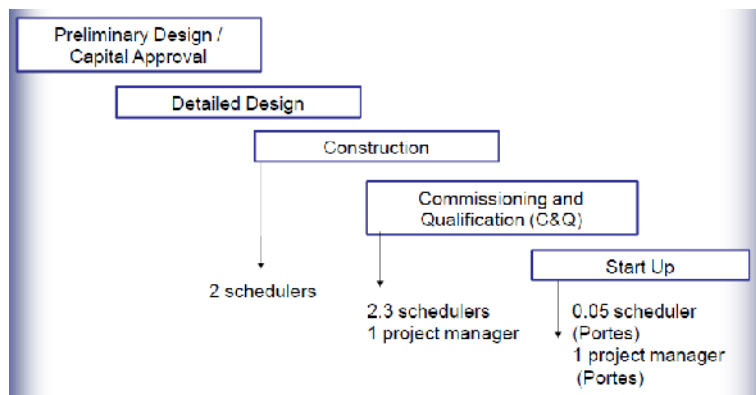 Preliminary Design /
Capital Approval
Detailed Design
Construction
Commissioning and
Qualification (C&Q)
Start Up
2 schedulers
2.3 schedulers
1 project manager
0.05 scheduler
(Portes)
1 project manager
(Portes)